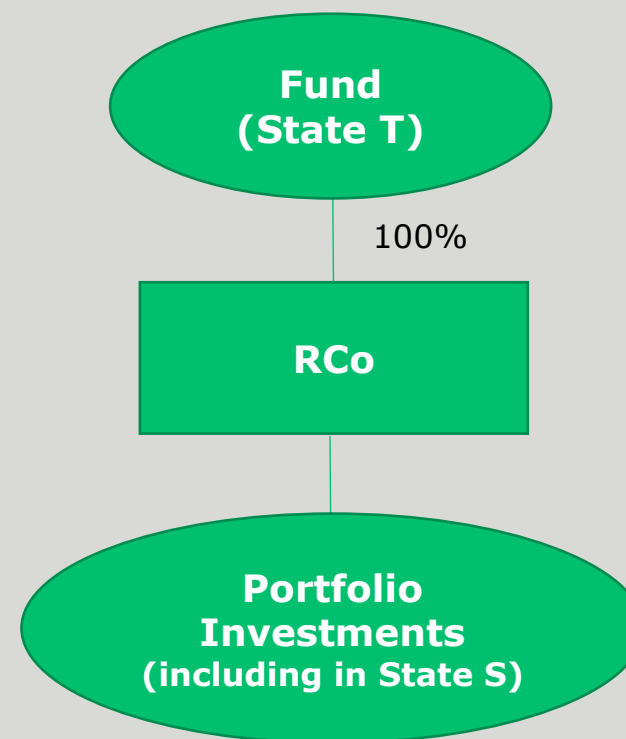 Fund
(State T)
100%
RCo
Portfolio
Investments
(including in State S)